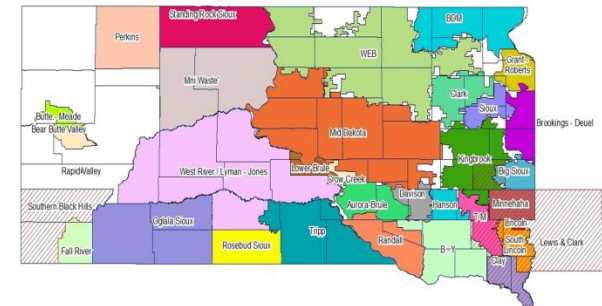 Standing Rock Sioux
BDM
Perkins
WEB
Grant -
Roberts
Mni Waste'
Clark
Sioux
Butte - Meade
Bear Butte Valley
Mid Dakota
Brookings - Deuel
Kingbrook
Rapid Valley
West River / Lyman - Jones
Lower Brule
Crow Creek
Big Sioux
Southern Black Hills
Aurora-Brule
Davison
Hanson
Minnehaha
Oglala Sioux
Tripp
TM
Lincoln
Fall River
Rosebud Sioux
Randall
B - Y
South
Lincoln
Lewis & Clark
Clay